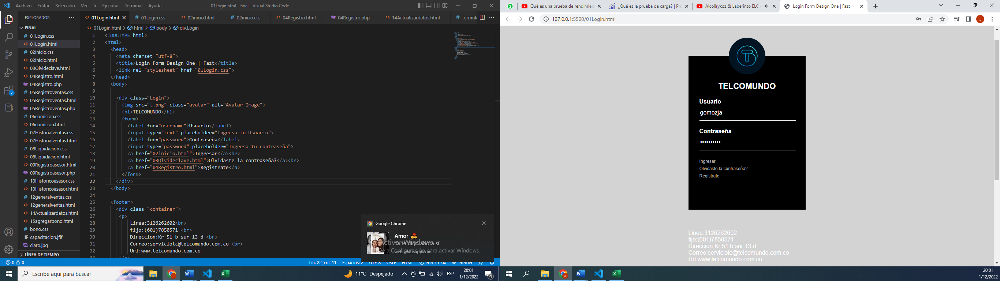 Archivo Editar Selección Ver Ir Ejecutar Terminal Ayuda
01Login.html - final - Visual Studio Code
EXPLORADOR
FINAL
01Login.css
01Login.html
02inicio.css
02inicio.html
03Olvideclave.html
04Registro.html
04Registro.php
05Registroventas.css
05Registroventas.html
05Registroventas.php
06comision.css
06comision.html
07Historialventas.css
07Historialventas.html
08Liquidacion.css
08Liquidacion.html
09Registroasesor.html
09Registroasesor.php
10Historicoasesor.css
10Historicoasesor.html
12generalventas.css
12generalventas.html
14Actualizardatos.html
15agregarbono.html
bono.css
capacitacion.jfif
claro.jpg
LÍNEA DE TIEMPO
2
01Login.html 01Login.css 02inicio.html 02inicio.css 04Registro.html 04Registro.php 14Actualizardatos.html formula
01Login.html > html > body > div.Login
1 <!DOCTYPE html>
2 <html>
3 <head>
4 <meta charset="utf-8">
5 <title>Login Form Design One | Fazt</title>
6 <link rel="stylesheet" href="01Login.css">
7 </head>
8 <body>
9
10 <div class="Login">
11 <img src="t.png" class="avatar" alt="Avatar Image">
12 <h1>TELCOMUNDO</h1>
13 <form>
14 <label for="username">Usuario</label>
15 <input type="text" placeholder="Ingresa tu Usuario">
16 <label for="password">Contraseña</label>
17 <input type="password" placeholder="Ingresa tu contraseña">
18 <a href="02inicio.html">Ingresar</a><br>
19 <a href="03Olvideclave.html">Olvidaste la contraseña?</a><br>
20 <a href="04Registro.html">Registrate</a>
21 </form>
22 </div>
23 </body>
24
25 <footer>
26 <div class="container">
27 <p>
28 Linea:3126262602<br>
29 fijo:(601)7850571 <br>
30 Direccion:Kr 51 b sur 13 d <br>
31 Correo:serviciotc@telcomundo.com.co <br>
32 Url:www.telcomundo.com.co
33 </p>
Google Chrome
Amor
Ya te digo ahora sí
web.whatsapp.com
Activar Windows
Ve a Configuración para activar Windows.
0 0
Lín. 22, col. 11 Espacios: 2 UTF-8 CRLF HTML Port : 5500 Prettier
Escribe aquí para buscar
11°C Despejado
ESP
20:01
1/12/2022
4
2
Qué es una prueba de rendimien
¿Qué es la prueba de carga? | Pru
Alcolirykoz & Laberinto ELC -
Login Form Design One | Fazt
127.0.0.1:5500/01Login.html
J
TELCOMUNDO
Usuario
gomezja
Contraseña
••••••••••
Ingresar
Olvidaste la contraseña?
Registrate
Linea:3126262602
fijo:(601)7850571
Direccion:Kr 51 b sur 13 d
Correo:serviciotc@telcomundo.com.co
Url:www.telcomundo.com.co
20:01
1/12/2022